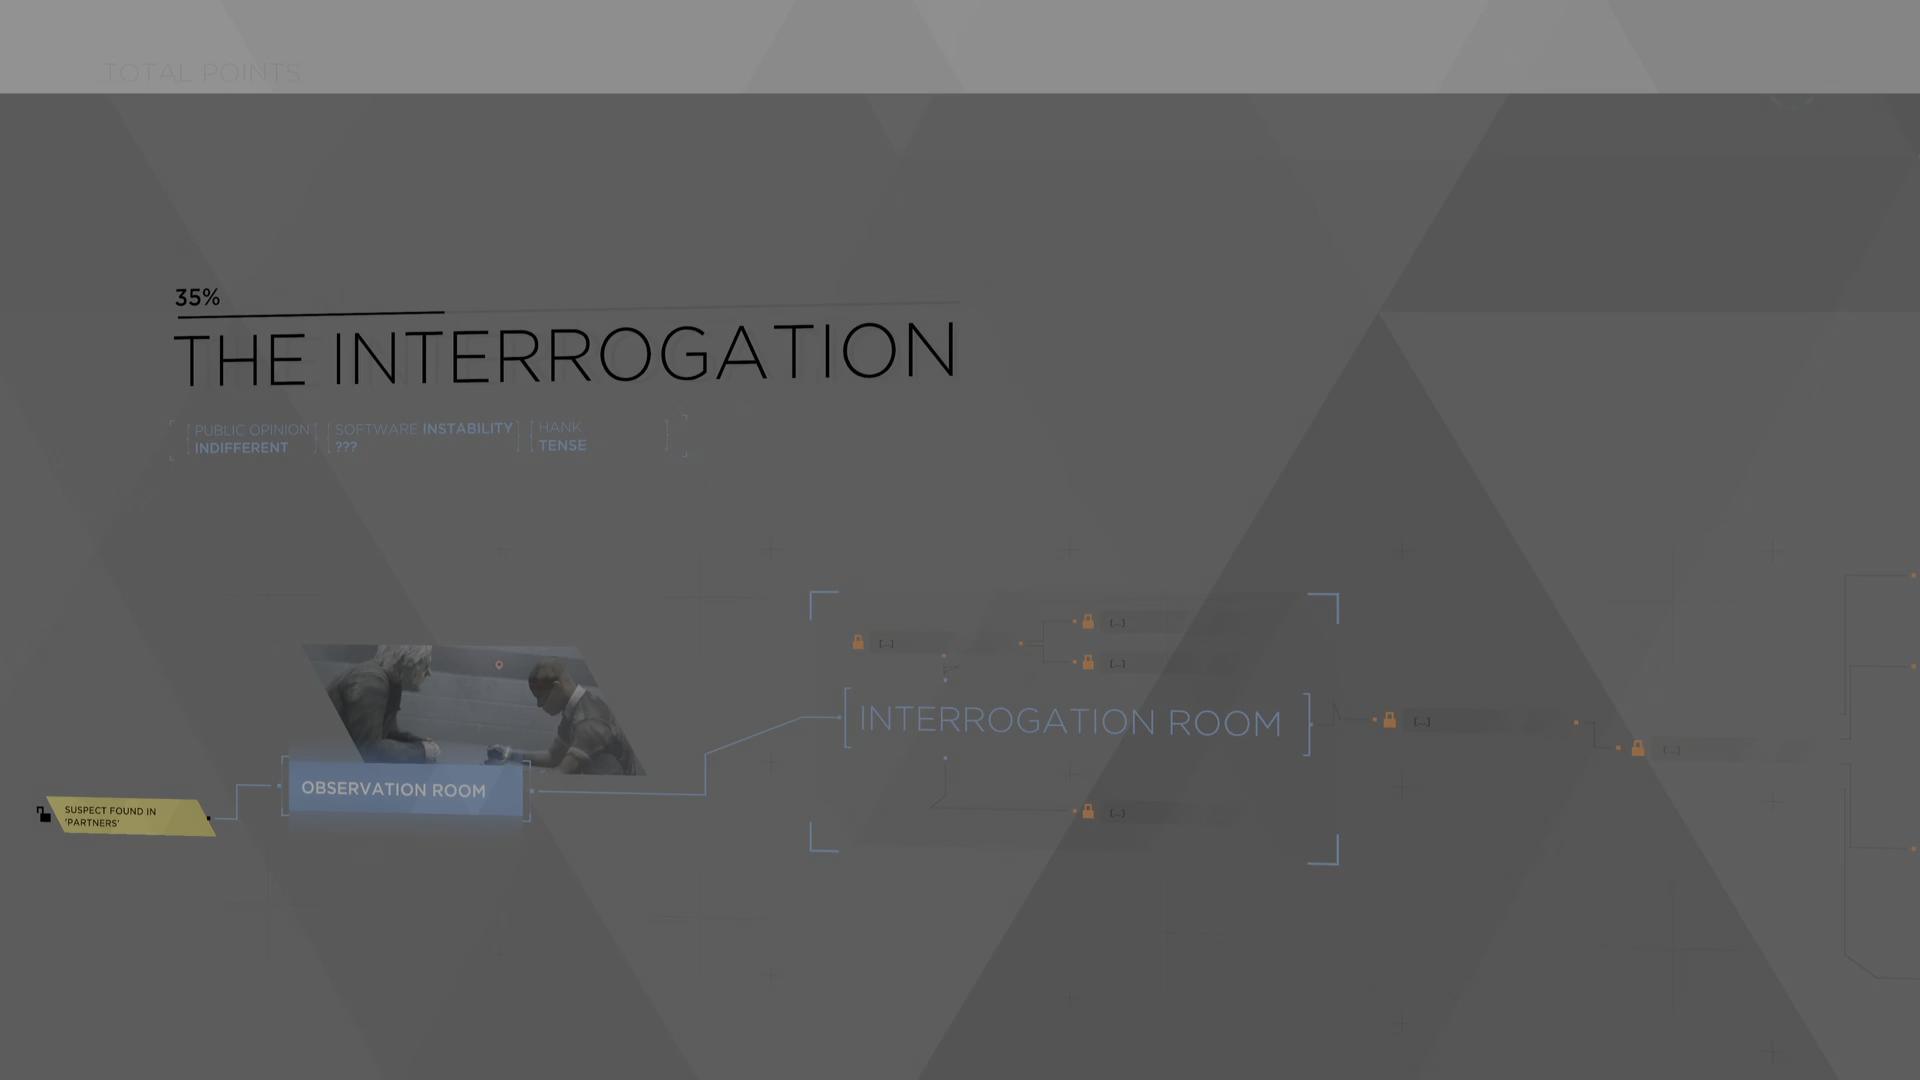 TOTAL POINTS
35%
THE INTERROGATION
PUBLIC OPINION
INDIFFERENT
SOFTWARE INSTABILITY
???
HANK
TENSE
[...]
[...]
[...]
INTERROGATION ROOM
[...]
[...]
OBSERVATION ROOM
SUSPECT FOUND IN
'PARTNERS'
[...]